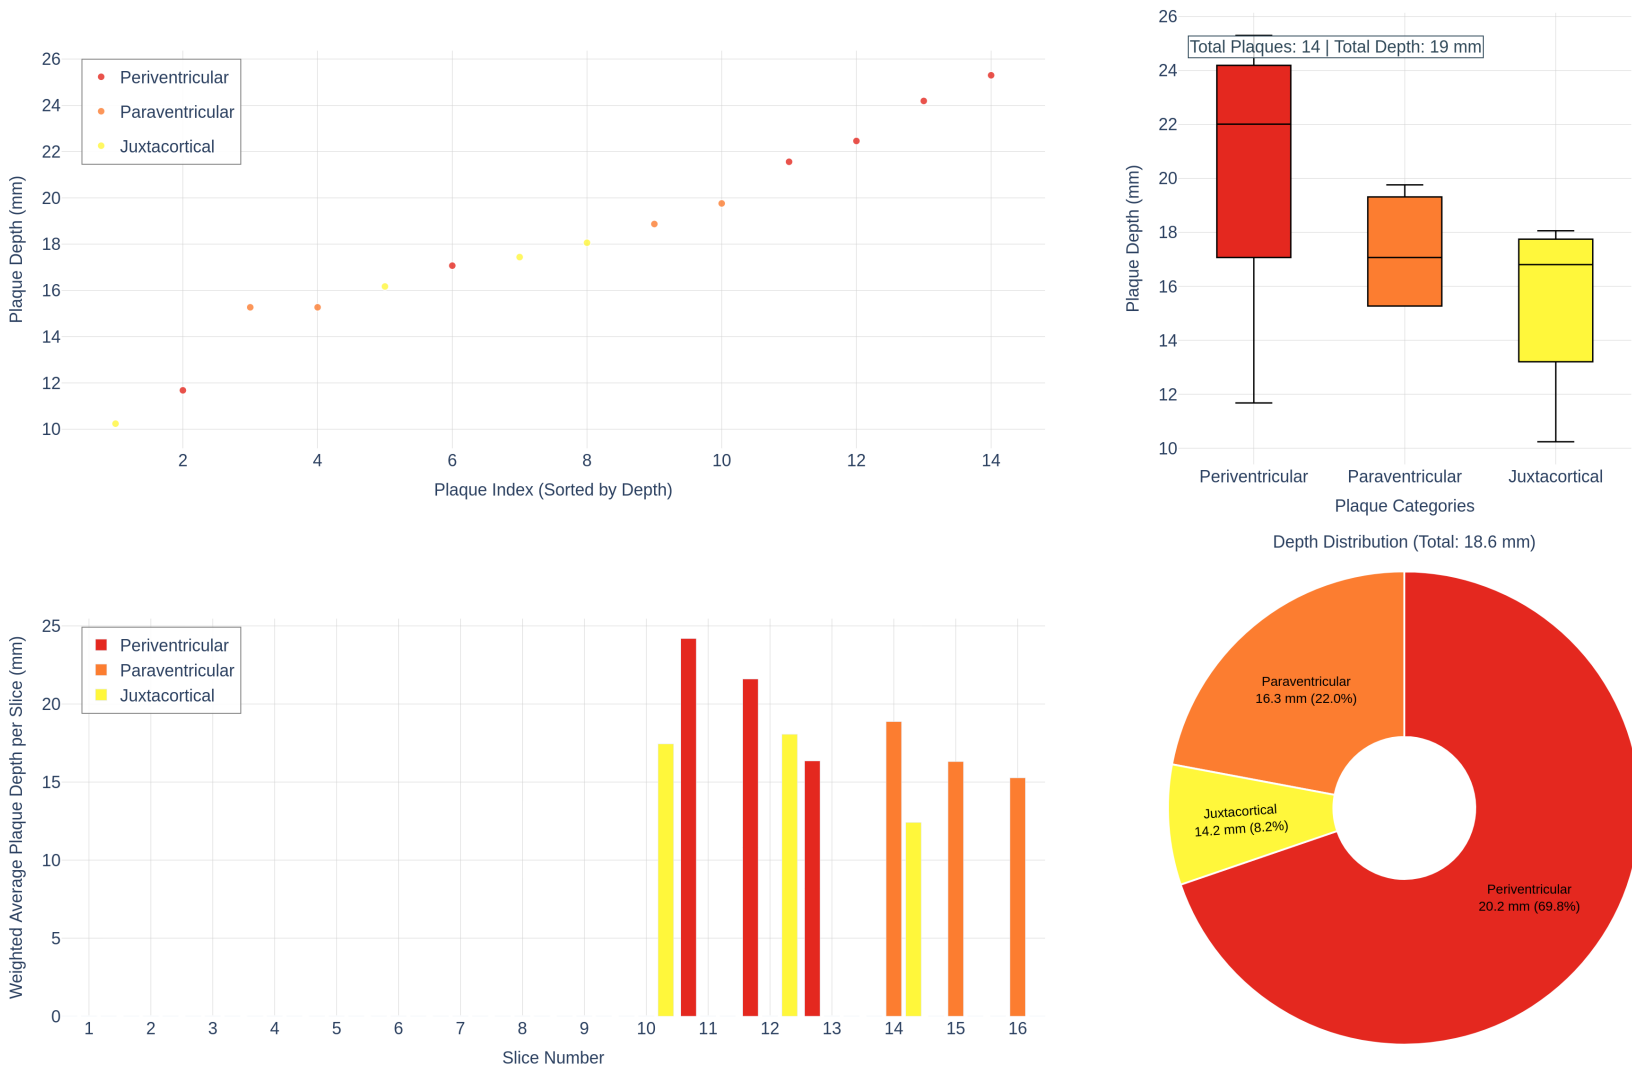 26
24
22
20
18
16
14
12
10
Plaque Depth (mm)
Periventricular
Paraventricular
Juxtacortical
2 4 6 8 10 12 14
Plaque Index (Sorted by Depth)
26
24
22
20
18
16
14
12
10
Plaque Depth (mm)
Total Plaques: 14 | Total Depth: 19 mm
Periventricular Paraventricular Juxtacortical
Plaque Categories
25
20
15
10
5
0
Weighted Average Plaque Depth per Slice (mm)
Periventricular
Paraventricular
Juxtacortical
1 2 3 4 5 6 7 8 9 10 11 12 13 14 15 16
Slice Number
Depth Distribution (Total: 18.6 mm)
Paraventricular
16.3 mm (22.0%)
Juxtacortical
14.2 mm (8.2%)
Periventricular
20.2 mm (69.8%)